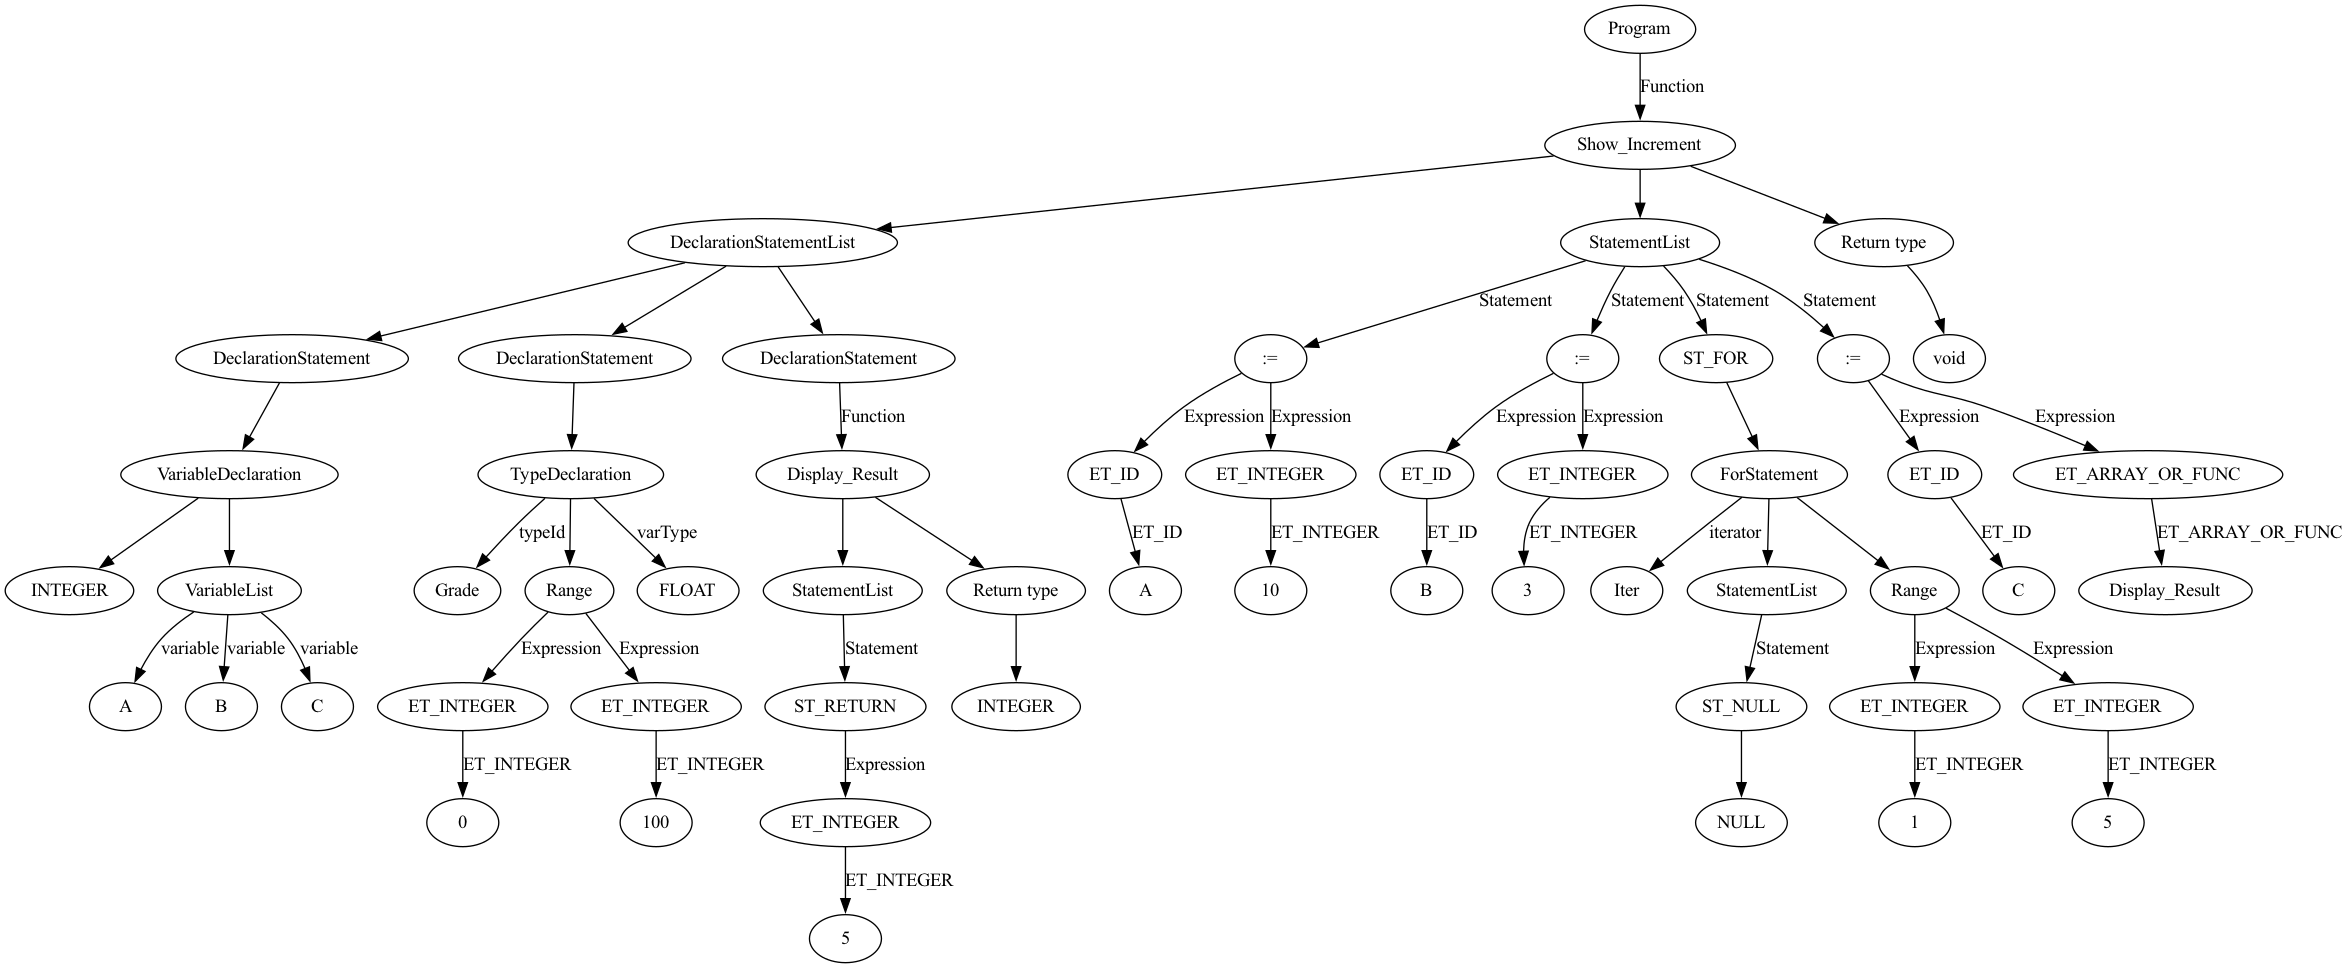 Program
Function
Show_Increment
DeclarationStatementList
StatementList
Return type
Statement
Statement
Statement
Statement
DeclarationStatement
DeclarationStatement
DeclarationStatement
:=
:=
ST_FOR
:=
void
Function
Expression
Expression
Expression
Expression
Expression
Expression
VariableDeclaration
TypeDeclaration
Display_Result
ET_ID
ET_INTEGER
ET_ID
ET_INTEGER
ForStatement
ET_ID
ET_ARRAY_OR_FUNC
typeId
varType
ET_ID
ET_INTEGER
ET_ID
ET_INTEGER
iterator
ET_ID
ET_ARRAY_OR_FUNC
INTEGER
VariableList
Grade
Range
FLOAT
StatementList
Return type
A
10
B
3
Iter
StatementList
Range
C
Display_Result
variable
variable
variable
Expression
Expression
Statement
Statement
Expression
Expression
A
B
C
ET_INTEGER
ET_INTEGER
ST_RETURN
INTEGER
ST_NULL
ET_INTEGER
ET_INTEGER
ET_INTEGER
ET_INTEGER
Expression
ET_INTEGER
ET_INTEGER
0
100
ET_INTEGER
NULL
1
5
ET_INTEGER
5